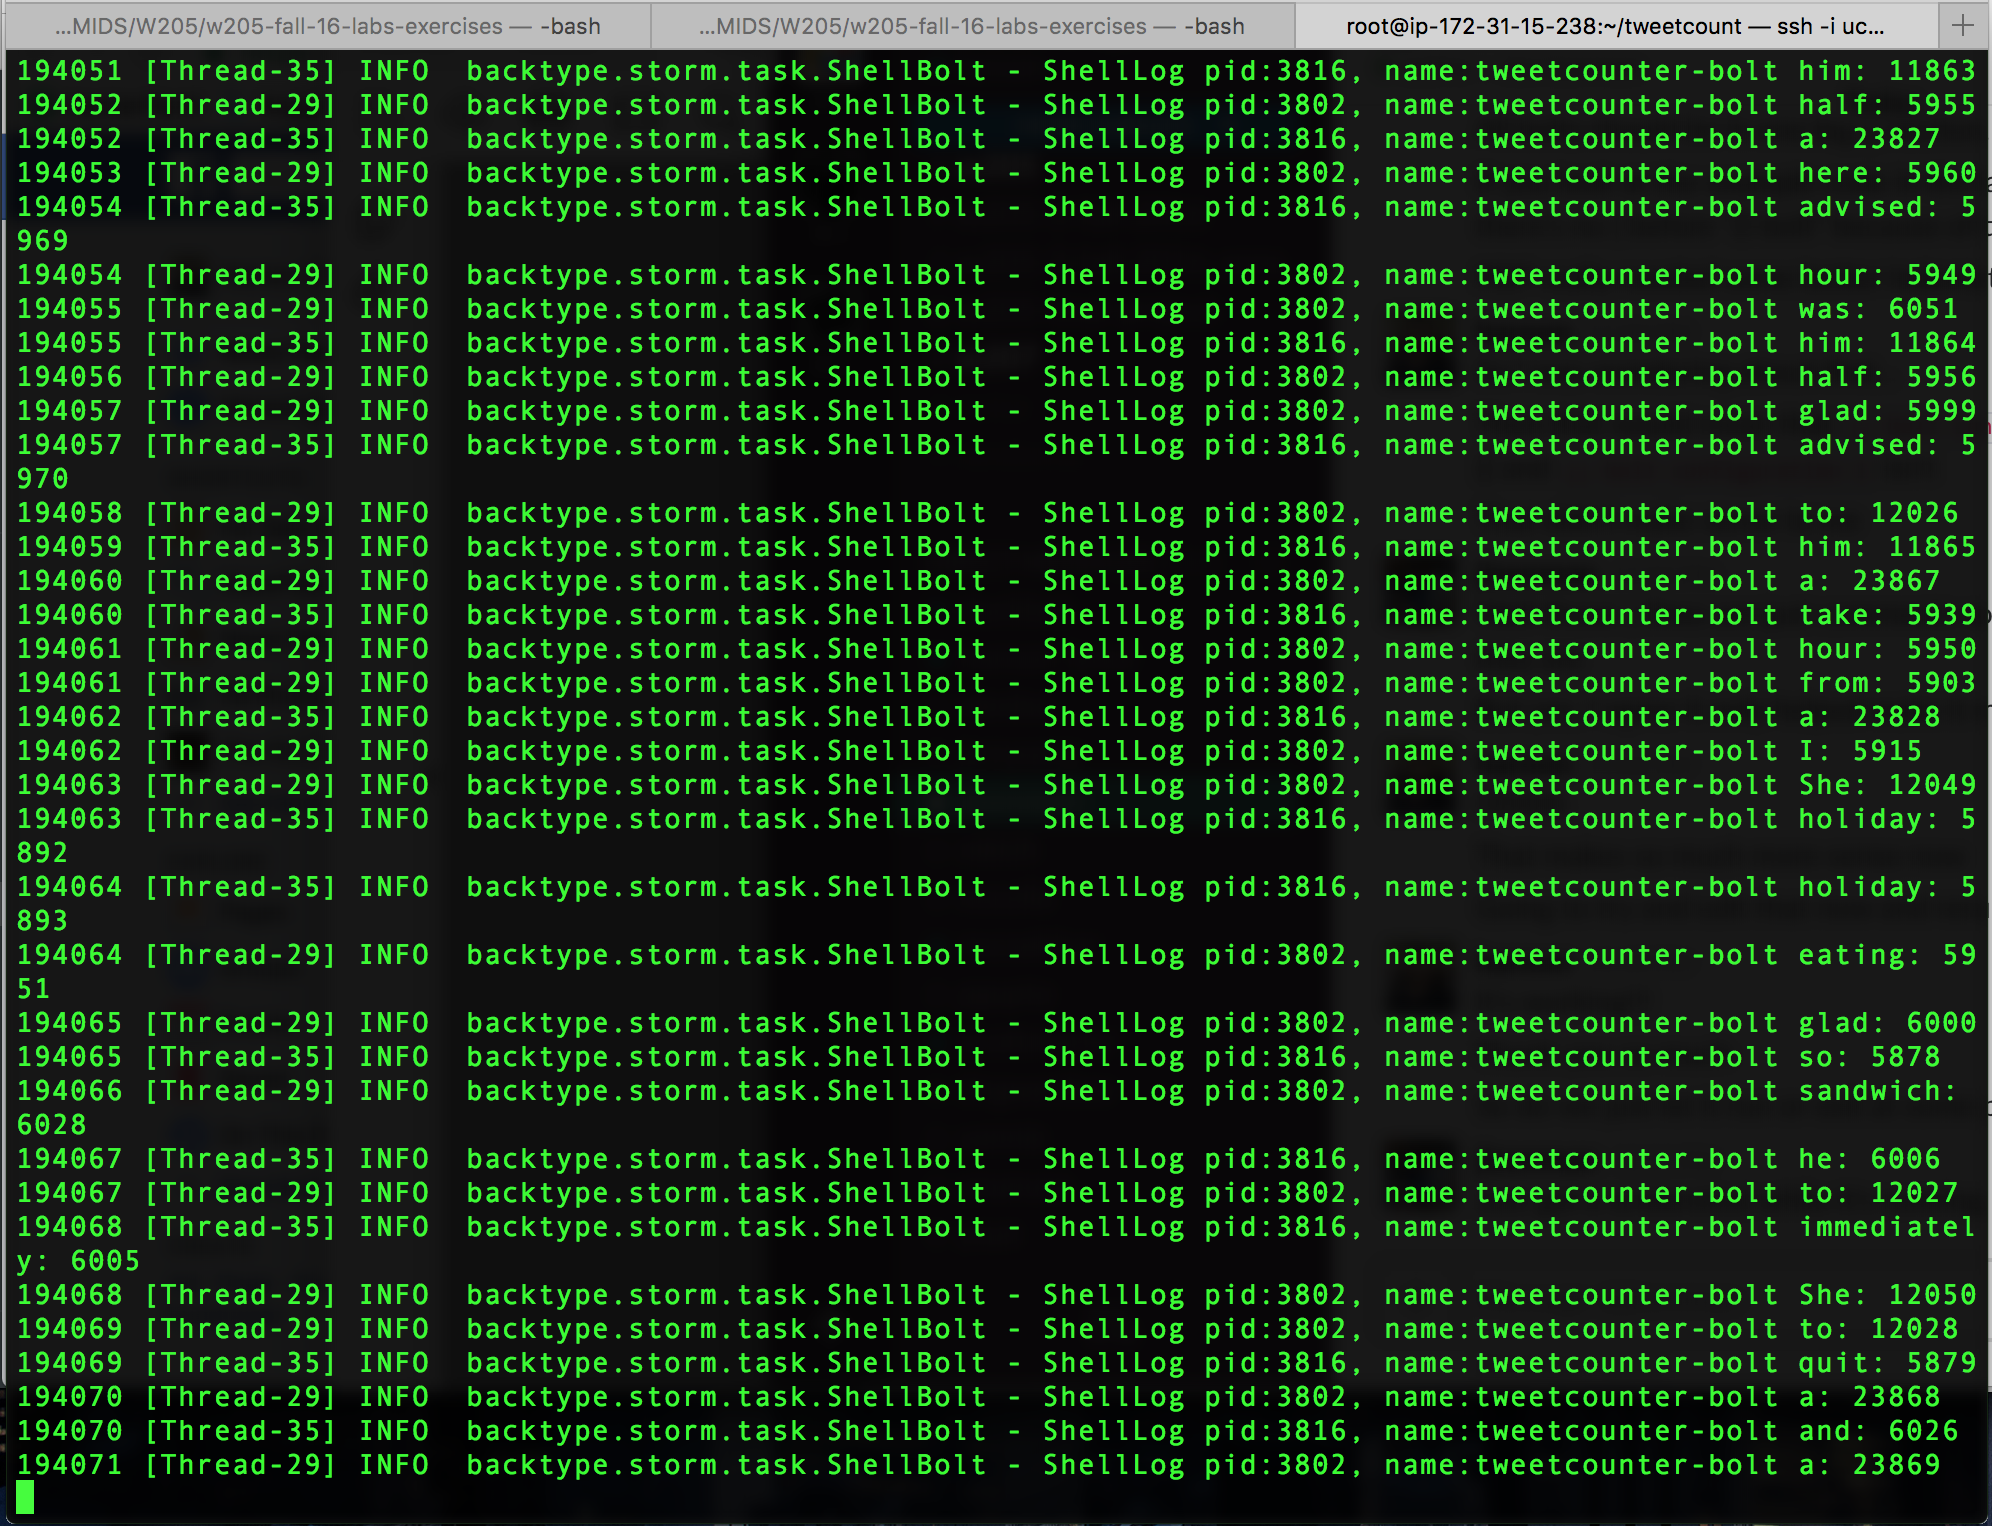 ...MIDS/W205/w205-fall-16-labs-exercises — -bash
...MIDS/W205/w205-fall-16-labs-exercises — -bash
root@ip-172-31-15-238:~/tweetcount — ssh -i uc...
194051 [Thread-35] INFO  backtype.storm.task.ShellBolt - ShellLog pid:3816, name:tweetcounter-bolt him: 11863
194052 [Thread-29] INFO  backtype.storm.task.ShellBolt - ShellLog pid:3802, name:tweetcounter-bolt half: 5955
194052 [Thread-35] INFO  backtype.storm.task.ShellBolt - ShellLog pid:3816, name:tweetcounter-bolt a: 23827
194053 [Thread-29] INFO  backtype.storm.task.ShellBolt - ShellLog pid:3802, name:tweetcounter-bolt here: 5960
194054 [Thread-35] INFO  backtype.storm.task.ShellBolt - ShellLog pid:3816, name:tweetcounter-bolt advised: 5
969
194054 [Thread-29] INFO  backtype.storm.task.ShellBolt - ShellLog pid:3802, name:tweetcounter-bolt hour: 5949
194055 [Thread-29] INFO  backtype.storm.task.ShellBolt - ShellLog pid:3802, name:tweetcounter-bolt was: 6051
194055 [Thread-35] INFO  backtype.storm.task.ShellBolt - ShellLog pid:3816, name:tweetcounter-bolt him: 11864
194056 [Thread-29] INFO  backtype.storm.task.ShellBolt - ShellLog pid:3802, name:tweetcounter-bolt half: 5956
194057 [Thread-29] INFO  backtype.storm.task.ShellBolt - ShellLog pid:3802, name:tweetcounter-bolt glad: 5999
194057 [Thread-35] INFO  backtype.storm.task.ShellBolt - ShellLog pid:3816, name:tweetcounter-bolt advised: 5
970
194058 [Thread-29] INFO  backtype.storm.task.ShellBolt - ShellLog pid:3802, name:tweetcounter-bolt to: 12026
194059 [Thread-35] INFO  backtype.storm.task.ShellBolt - ShellLog pid:3816, name:tweetcounter-bolt him: 11865
194060 [Thread-29] INFO  backtype.storm.task.ShellBolt - ShellLog pid:3802, name:tweetcounter-bolt a: 23867
194060 [Thread-35] INFO  backtype.storm.task.ShellBolt - ShellLog pid:3816, name:tweetcounter-bolt take: 5939
194061 [Thread-29] INFO  backtype.storm.task.ShellBolt - ShellLog pid:3802, name:tweetcounter-bolt hour: 5950
194061 [Thread-29] INFO  backtype.storm.task.ShellBolt - ShellLog pid:3802, name:tweetcounter-bolt from: 5903
194062 [Thread-35] INFO  backtype.storm.task.ShellBolt - ShellLog pid:3816, name:tweetcounter-bolt a: 23828
194062 [Thread-29] INFO  backtype.storm.task.ShellBolt - ShellLog pid:3802, name:tweetcounter-bolt I: 5915
194063 [Thread-29] INFO  backtype.storm.task.ShellBolt - ShellLog pid:3802, name:tweetcounter-bolt She: 12049
194063 [Thread-35] INFO  backtype.storm.task.ShellBolt - ShellLog pid:3816, name:tweetcounter-bolt holiday: 5
892
194064 [Thread-35] INFO  backtype.storm.task.ShellBolt - ShellLog pid:3816, name:tweetcounter-bolt holiday: 5
893
194064 [Thread-29] INFO  backtype.storm.task.ShellBolt - ShellLog pid:3802, name:tweetcounter-bolt eating: 59
51
194065 [Thread-29] INFO  backtype.storm.task.ShellBolt - ShellLog pid:3802, name:tweetcounter-bolt glad: 6000
194065 [Thread-35] INFO  backtype.storm.task.ShellBolt - ShellLog pid:3816, name:tweetcounter-bolt so: 5878
194066 [Thread-29] INFO  backtype.storm.task.ShellBolt - ShellLog pid:3802, name:tweetcounter-bolt sandwich:
6028
194067 [Thread-35] INFO  backtype.storm.task.ShellBolt - ShellLog pid:3816, name:tweetcounter-bolt he: 6006
194067 [Thread-29] INFO  backtype.storm.task.ShellBolt - ShellLog pid:3802, name:tweetcounter-bolt to: 12027
194068 [Thread-35] INFO  backtype.storm.task.ShellBolt - ShellLog pid:3816, name:tweetcounter-bolt immediatel
y: 6005
194068 [Thread-29] INFO  backtype.storm.task.ShellBolt - ShellLog pid:3802, name:tweetcounter-bolt She: 12050
194069 [Thread-29] INFO  backtype.storm.task.ShellBolt - ShellLog pid:3802, name:tweetcounter-bolt to: 12028
194069 [Thread-35] INFO  backtype.storm.task.ShellBolt - ShellLog pid:3816, name:tweetcounter-bolt quit: 5879
194070 [Thread-29] INFO  backtype.storm.task.ShellBolt - ShellLog pid:3802, name:tweetcounter-bolt a: 23868
194070 [Thread-35] INFO  backtype.storm.task.ShellBolt - ShellLog pid:3816, name:tweetcounter-bolt and: 6026
194071 [Thread-29] INFO  backtype.storm.task.ShellBolt - ShellLog pid:3802, name:tweetcounter-bolt a: 23869